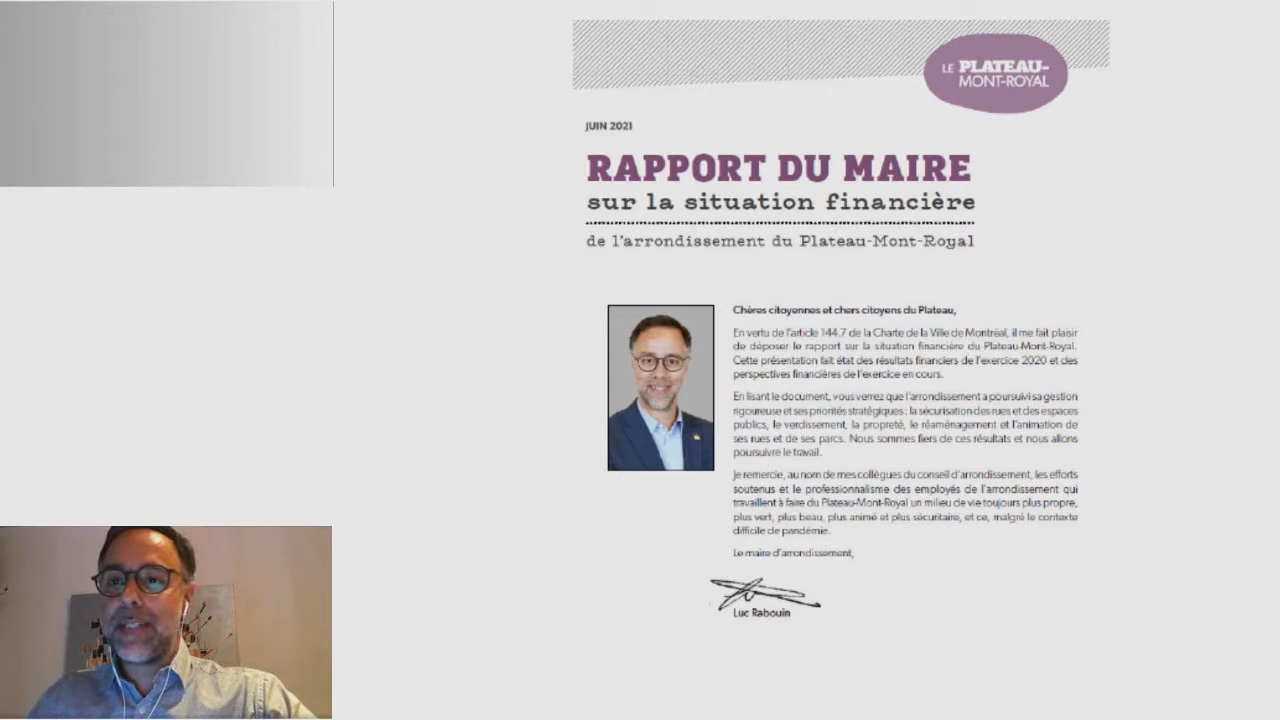 LE PLATEAU-
MONT-ROYAL
JUIN 2021
RAPPORT DU MAIRE
sur la situation financière
de l'arrondissement du Plateau-Mont-Royal
Chères citoyennes et chers citoyens du Plateau,
En vertu de l'article 144.7 de la Charte de la Ville de Montréal, il me fait plaisir
de déposer le rapport sur la situation financière du Plateau-Mont-Royal.
Cette présentation fait état des résultats financiers de l'exercice 2020 et des
perspectives financières de l'exercice en cours.
En lisant le document, vous verrez que l'arrondissement a poursuivi sa gestion
rigoureuse et ses priorités stratégiques : la sécurisation des rues et des espaces
publics, le verdissement, la propreté, le réaménagement et l'animation de
ses rues et de ses parcs. Nous sommes fiers de ces résultats et nous allons
poursuivre le travail.
Je remercie, au nom de mes collègues du conseil d'arrondissement, les efforts
soutenus et le professionnalisme des employés de l'arrondissement qui
travaillent à faire du Plateau-Mont-Royal un milieu de vie toujours plus propre,
plus vert, plus beau, plus animé et plus sécuritaire, et ce, malgré le contexte
difficile de pandémie.
Le maire d'arrondissement,
Luc Rabouin